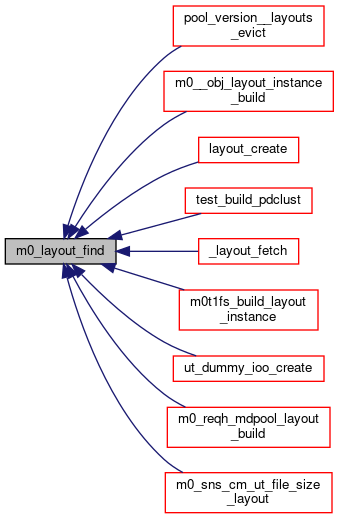 pool_version__layouts
_evict
m0__obj_layout_instance
_build
layout_create
test_build_pdclust
m0_layout_find
_layout_fetch
m0t1fs_build_layout
_instance
ut_dummy_ioo_create
m0_reqh_mdpool_layout
_build
m0_sns_cm_ut_file_size
_layout